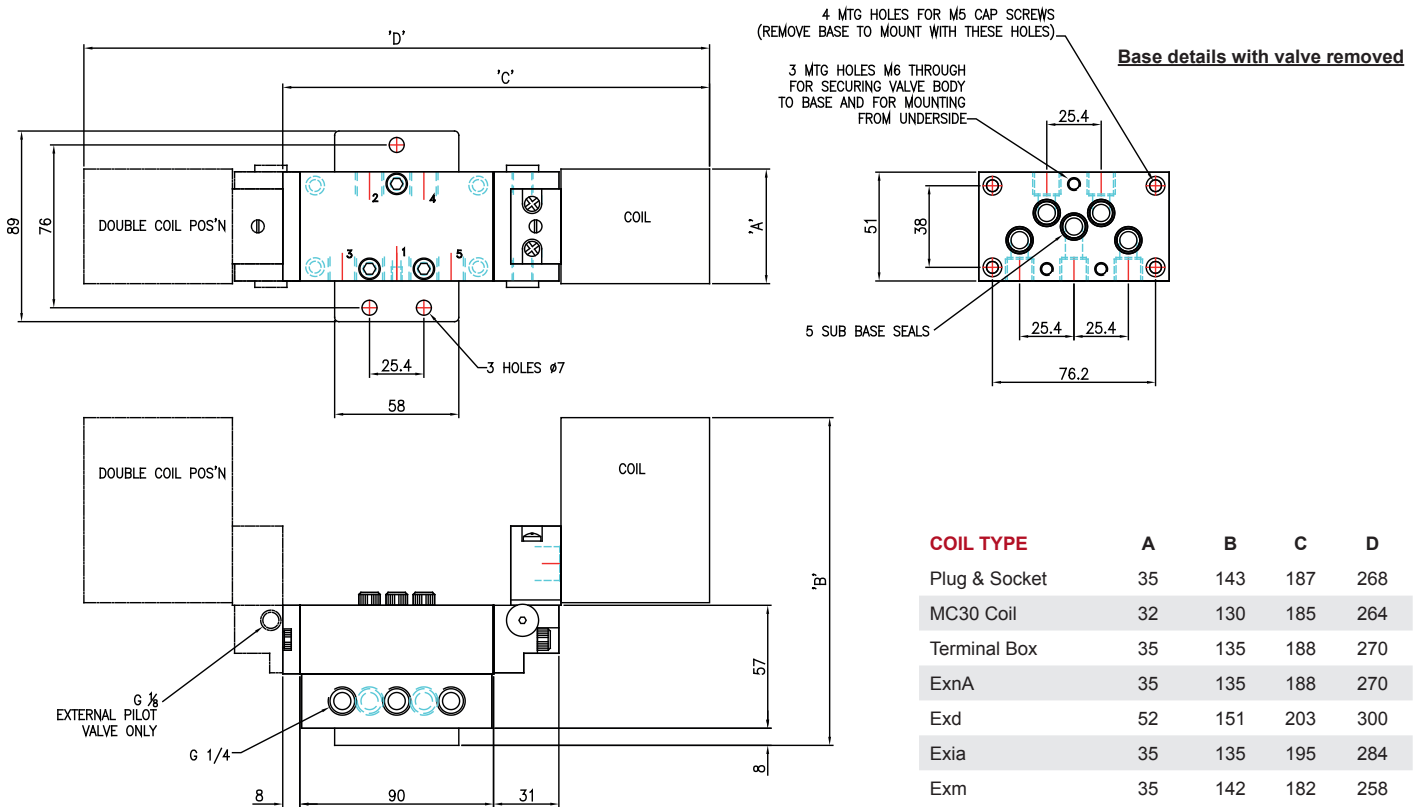 4 MTG HOLES FOR M5 CAP SCREWS
(REMOVE BASE TO MOUNT WITH THESE HOLES)
Base details with valve removed
3 MTG HOLES M6 THROUGH
FOR SECURING VALVE BODY
TO BASE AND FOR MOUNTING
FROM UNDERSIDE
'D'
'C'
25.4
89
76
DOUBLE COIL POS'N
2
4
3
1
5
COIL
'A'
51
38
5 SUB BASE SEALS
25.4
25.4
76.2
25.4
3 HOLES ø7
58
DOUBLE COIL POS'N
COIL
'B'
57
G ⅛
EXTERNAL PILOT
VALVE ONLY
G 1/4
8
8
90
31
COIL TYPE A B C D
Plug & Socket 35 143 187 268
MC30 Coil 32 130 185 264
Terminal Box 35 135 188 270
ExnA 35 135 188 270
Exd 52 151 203 300
Exia 35 135 195 284
Exm 35 142 182 258